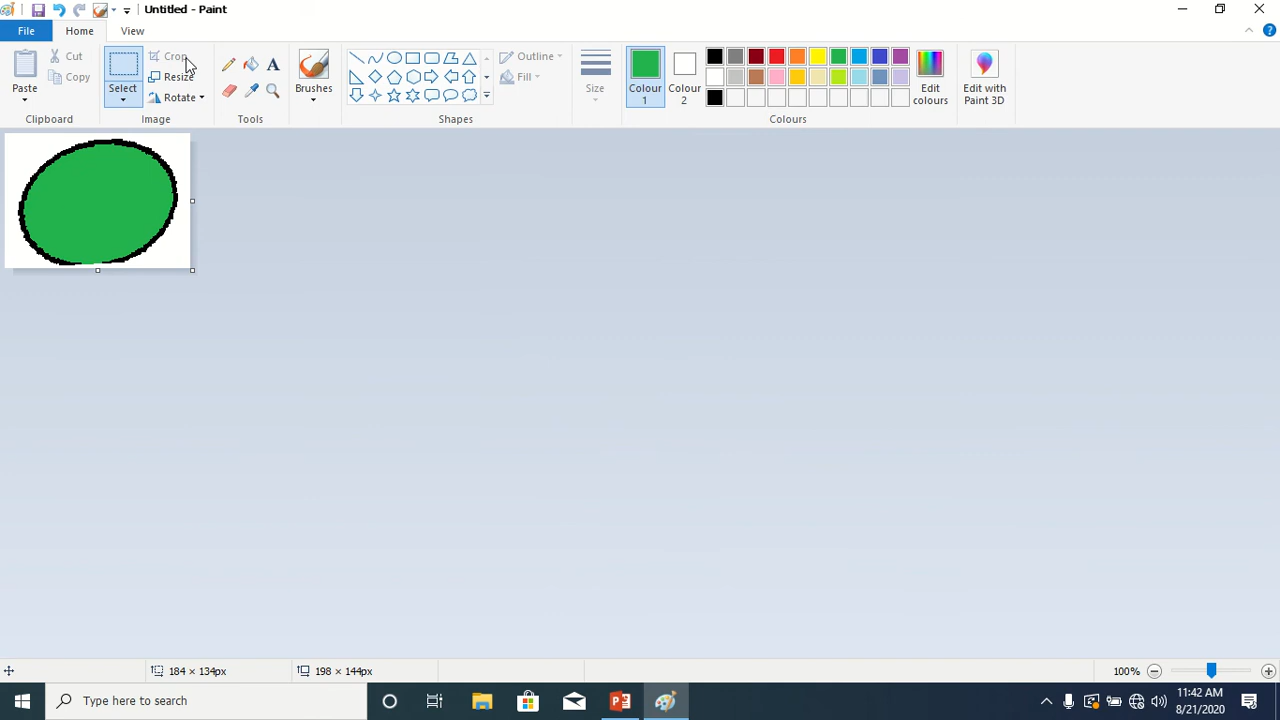 Untitled - Paint
File
Home
View
Paste
Cut
Copy
Clipboard
Select
Crop
Resize
Rotate
Image
A
Tools
Brushes
Outline
Fill
Shapes
Size
Colour 1
Colour 2
Colours
Edit colours
Edit with Paint 3D
184 × 134px
198 × 144px
100%
Type here to search
11:42 AM
8/21/2020